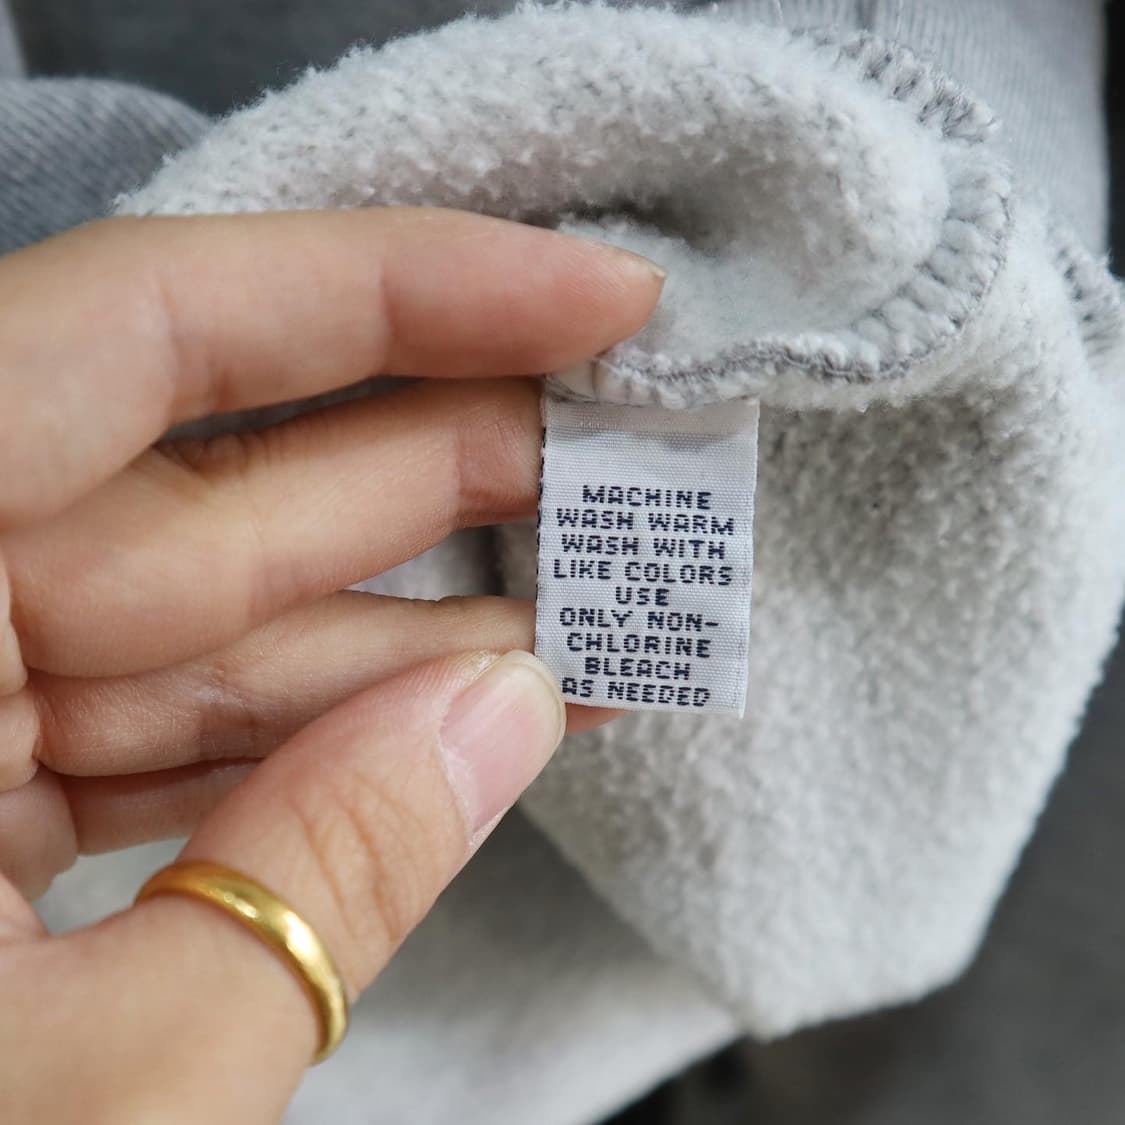 MACHINE
WASH WARM
WASH WITH
LIKE COLORS
USE
ONLY NON-
CHLORINE
BLEACH
AS NEEDED